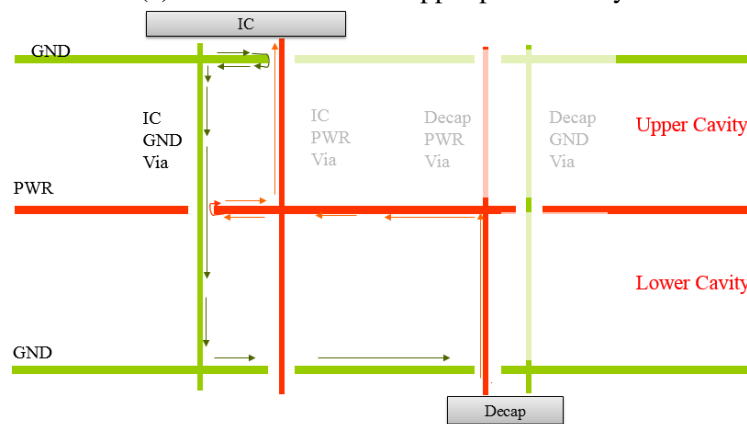 IC
GND
IC
GND
Via
IC
PWR
Via
Decap
PWR
Via
Decap
GND
Via
Upper Cavity
PWR
Lower Cavity
GND
Decap